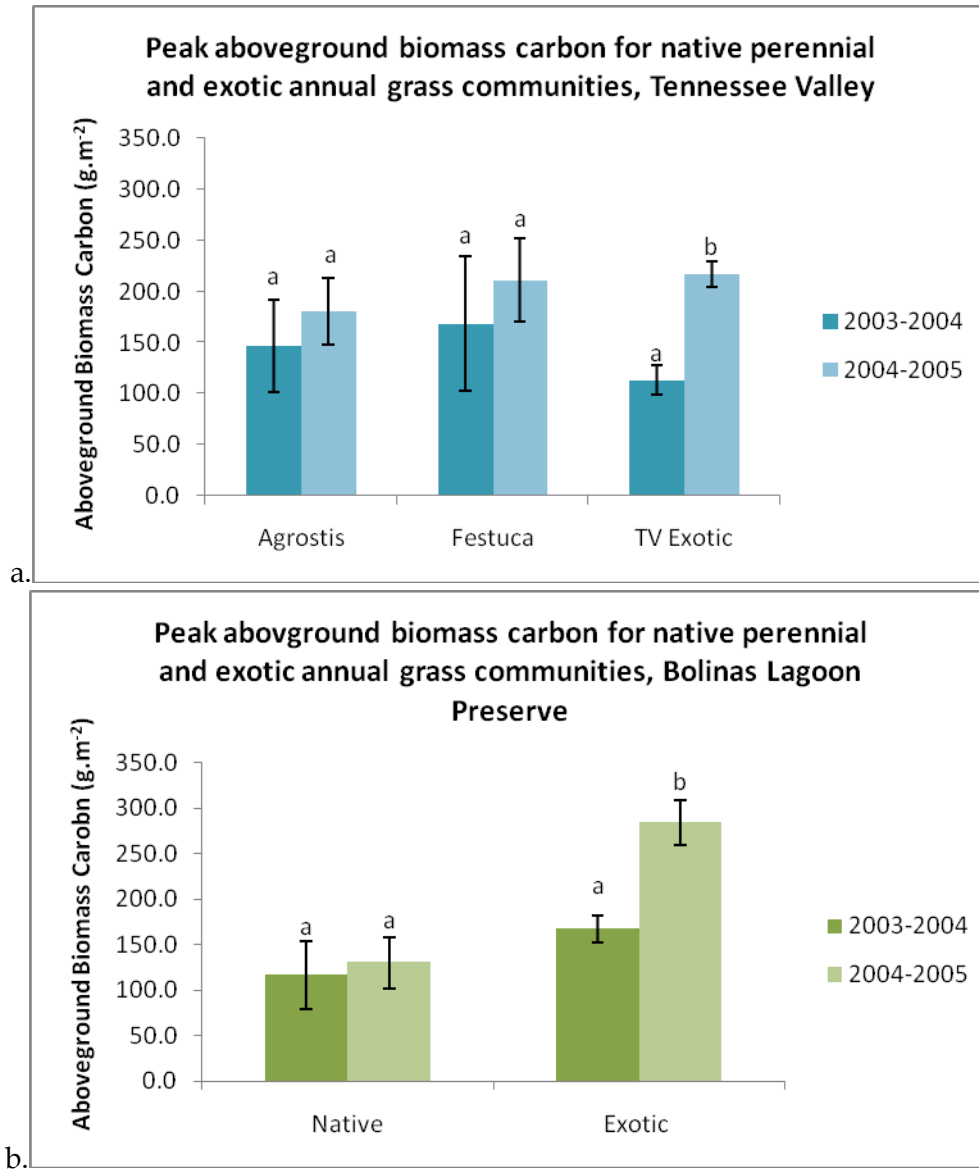 Peak aboveground biomass carbon for native perennial
and exotic annual grass communities, Tennessee Valley
Aboveground Biomass Carbon (g.m-2)
350.0
300.0
250.0
200.0
150.0
100.0
50.0
0.0
a
a
a
a
a
b
Agrostis
Festuca
TV Exotic
2003-2004
2004-2005
a.
Peak abovground biomass carbon for native perennial
and exotic annual grass communities, Bolinas Lagoon
Preserve
Aboveground Biomass Carobn (g.m-2)
350.0
300.0
250.0
200.0
150.0
100.0
50.0
0.0
a
a
a
b
Native
Exotic
2003-2004
2004-2005
b.